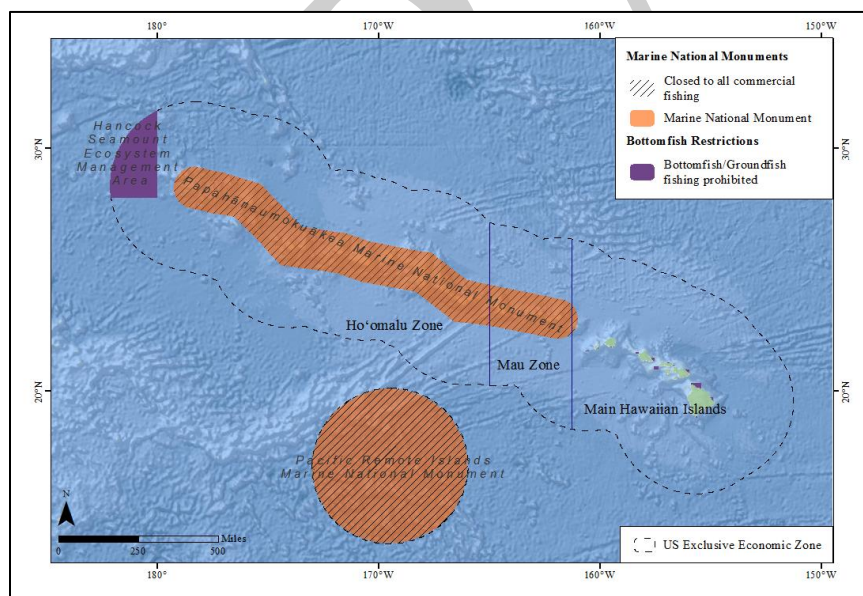 180°
170°W
160°W
150°W
Marine National Monuments
Closed to all commercial
fishing
Marine National Monument
Bottomfish Restrictions
Bottomfish/Groundfish
fishing prohibited
30°N
30°N
Hancock
Seamount
Ecosystem
Management
Area
Papahānaumokuākea Marine National Monument
Ho‘omalu Zone
Mau Zone
Main Hawaiian Islands
20°N
20°N
Pacific Remote Islands
Marine National Monument
N
Miles
0
250
500
US Exclusive Economic Zone
180°
170°W
160°W
150°W